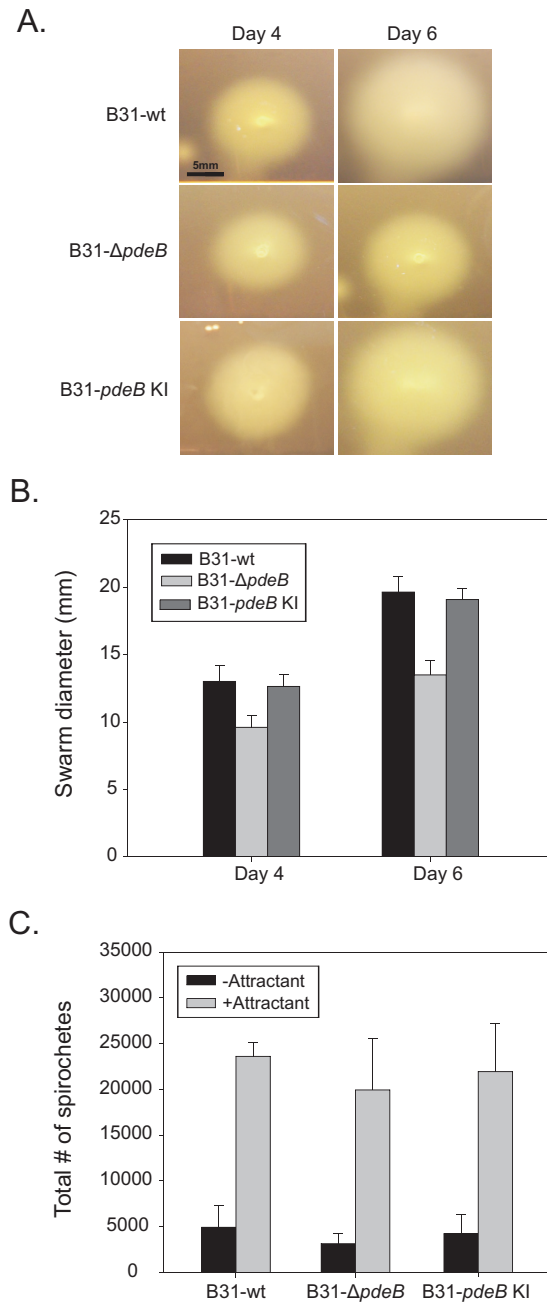 A.
Day 4 Day 6
B31-wt
5mm
B31-ΔpdeB
B31-pdeB KI
B.
Swarm diameter (mm)
25
20
15
10
5
0
B31-wt
B31-ΔpdeB
B31-pdeB KI
Day 4 Day 6
C.
Total # of spirochetes
35000
30000
25000
20000
15000
10000
5000
0
-Attractant
+Attractant
B31-wt B31-ΔpdeB B31-pdeB KI